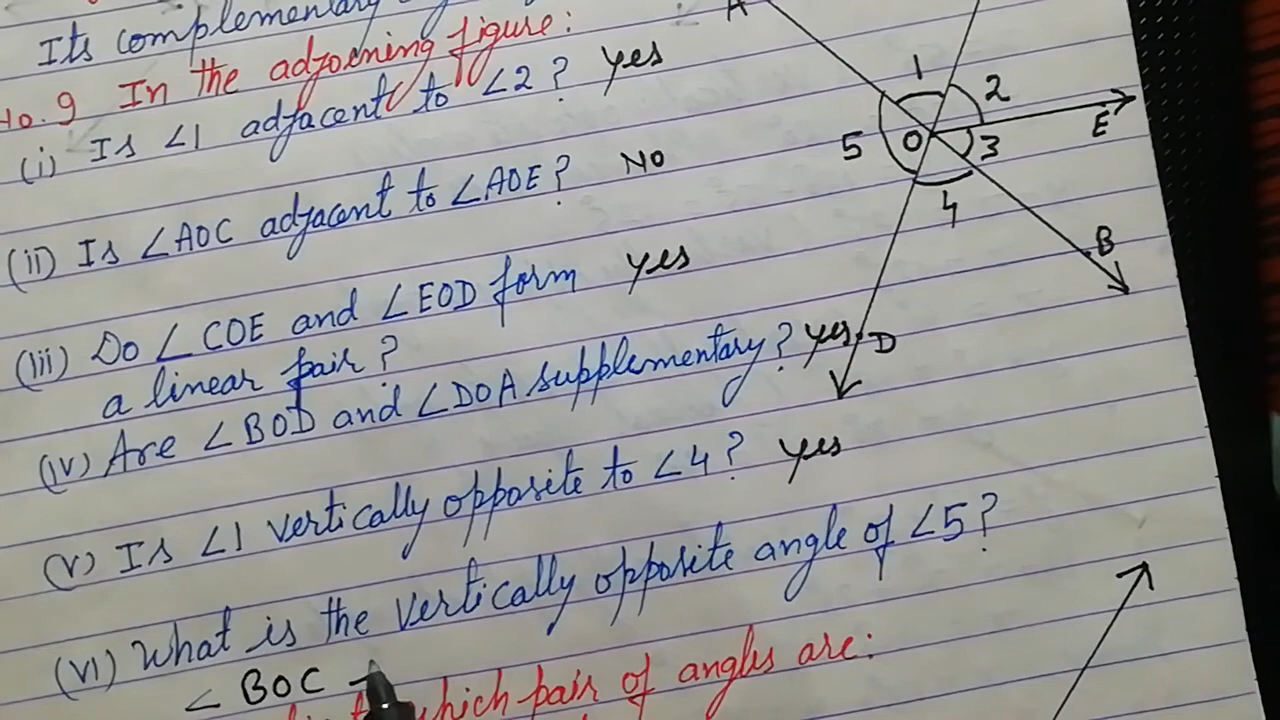 Its complementary
No. 9 In the adjoining figure:
(i) Is ∠1 adjacent to ∠2? Yes
(ii) Is ∠AOC adjacent to ∠AOE? No
(iii) Do ∠COE and ∠EOD form yes
a linear pair?
(iv) Are ∠BOD and ∠DOA supplementary? Yes
(v) Is ∠1 vertically opposite to ∠4? yes
(vi) What is the vertically opposite angle of ∠5?
∠BOC
which pair of angles are:
A
1
2
E
5
O
3
4
B
D